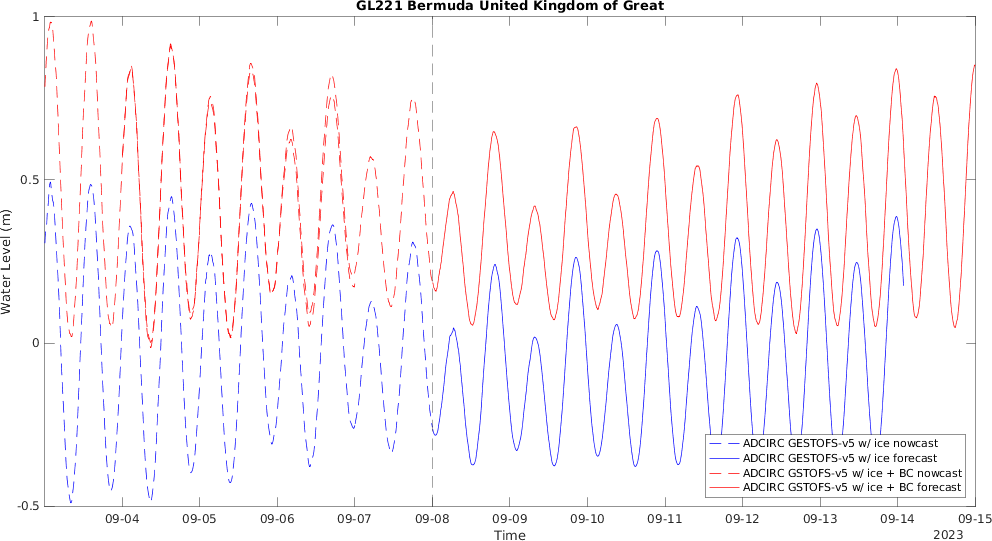 GL221 Bermuda United Kingdom of Great
1
0.5
0
-0.5
Water Level (m)
ADCIRC GESTOFS-v5 w/ ice nowcast
ADCIRC GESTOFS-v5 w/ ice forecast
ADCIRC GSTOFS-v5 w/ ice + BC nowcast
ADCIRC GSTOFS-v5 w/ ice + BC forecast
09-04 09-05 09-06 09-07 09-08 09-09 09-10 09-11 09-12 09-13 09-14 09-15
Time 2023